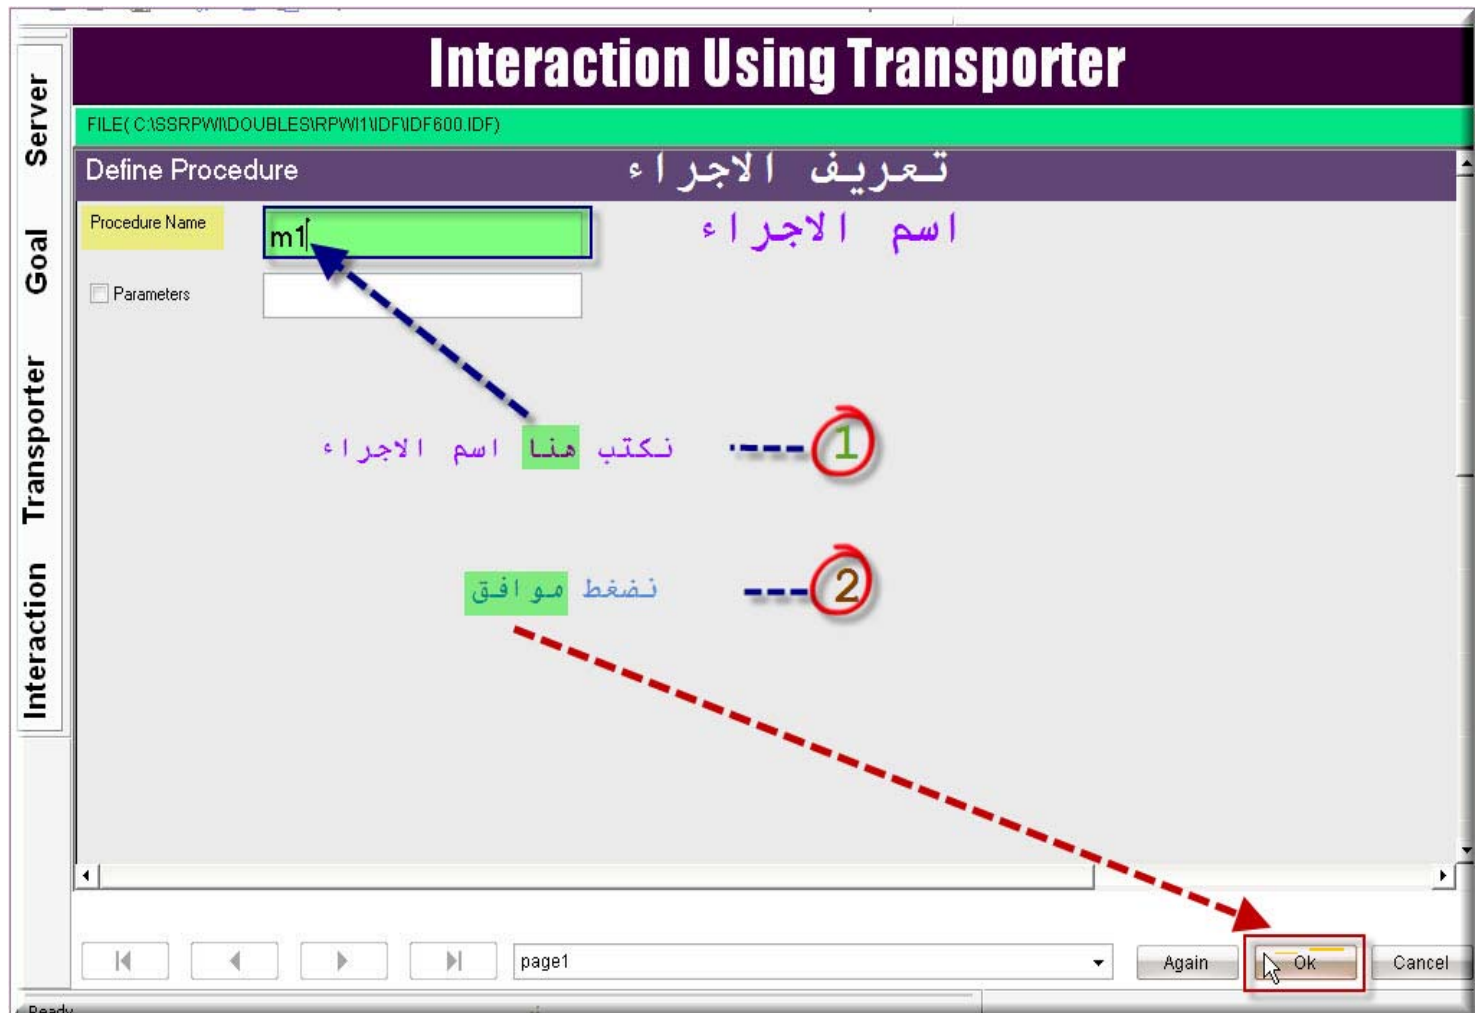 Interaction Using Transporter
FILE( C:\SSRPWI\DOUBLES\RPWI1\IDF\IDF600.IDF)
Define Procedure تعريف الاجراء
Procedure Name m1 اسم الاجراء
Parameters
1 نكتب هنا اسم الاجراء
2 نضغط موافق
Server
Goal
Transporter
Interaction
page1 Again Ok Cancel
Ready